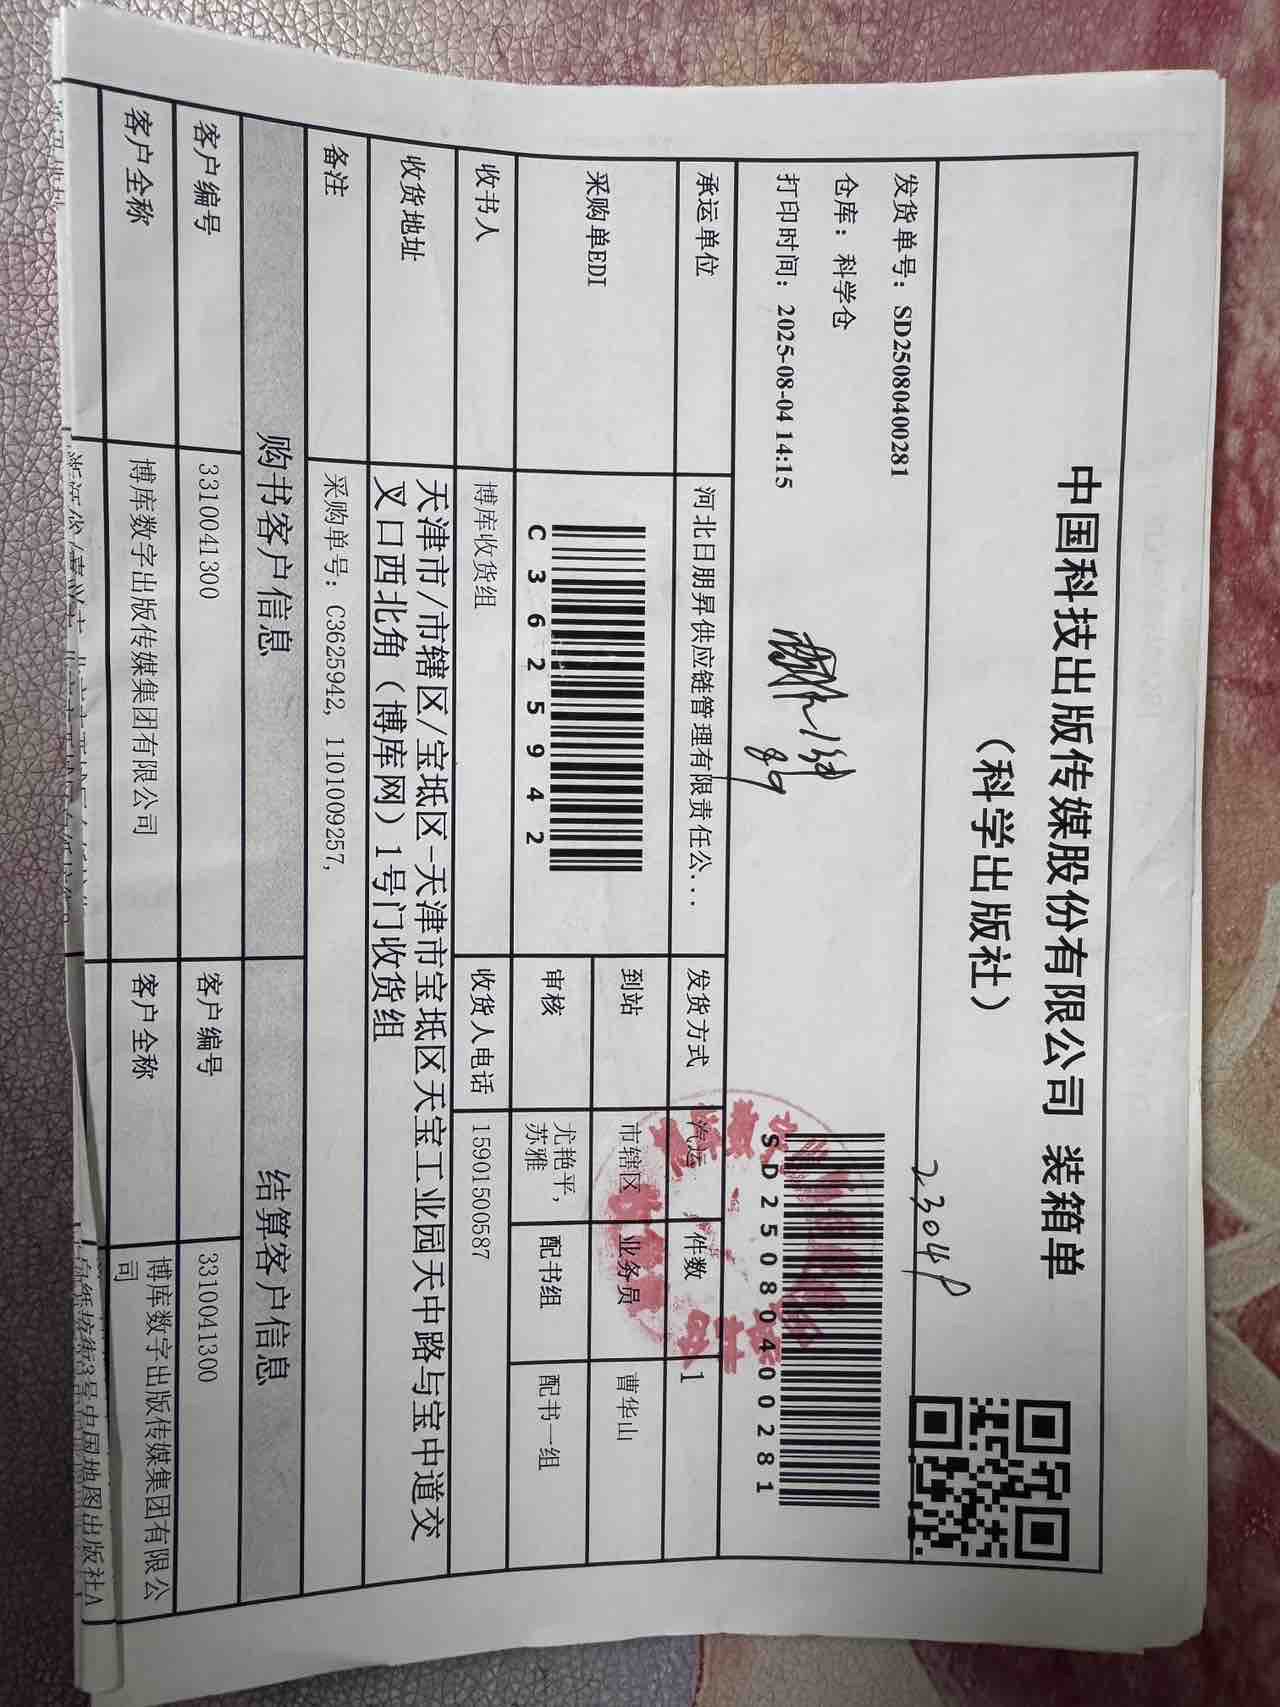 中国科技出版传媒股份有限公司 装箱单
（科学出版社）
发货单号：SD25080400281
仓库：科学仓
打印时间：2025-08-04 14:15
SD25080400281
承运单位 河北日朋昇供应链管理有限责任公... 发货方式 汽运 件数 1
采购单EDI C3625942 到站 市辖区 业务员 曹华山
审核 尤艳平, 苏雅 配书组 配书一组
收书人 博库收货组 收货人电话 15901500587
收货地址 天津市/市辖区/宝坻区-天津市宝坻区天宝工业园天中路与宝中道交
叉口西北角（博库网）1号门收货组
备注 采购单号：C3625942, 1101009257,
购书客户信息 结算客户信息
客户编号 3310041300 客户编号 3310041300
客户全称 博库数字出版传媒集团有限公司 客户全称 博库数字出版传媒集团有限公
司